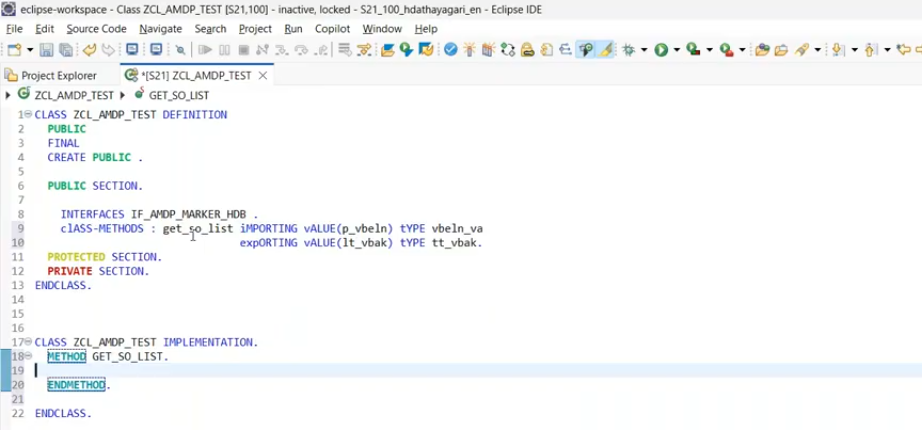 eclipse-workspace - Class ZCL_AMDP_TEST [S21,100] - inactive, locked - S21_100_hdathayagari_en - Eclipse IDE
File Edit Source Code Navigate Search Project Run Copilot Window Help
Project Explorer *[S21] ZCL_AMDP_TEST
ZCL_AMDP_TEST GET_SO_LIST
1 CLASS ZCL_AMDP_TEST DEFINITION
2 PUBLIC
3 FINAL
4 CREATE PUBLIC .
5
6 PUBLIC SECTION.
7
8 INTERFACES IF_AMDP_MARKER_HDB .
9 clASS-METHODS : get_so_list iMPORTING vALUE(p_vbeln) tYPE vbeln_va
10 expORTING vALUE(lt_vbak) tYPE tt_vbak.
11 PROTECTED SECTION.
12 PRIVATE SECTION.
13 ENDCLASS.
14
15
16
17 CLASS ZCL_AMDP_TEST IMPLEMENTATION.
18 METHOD GET_SO_LIST.
19
20 ENDMETHOD.
21
22 ENDCLASS.